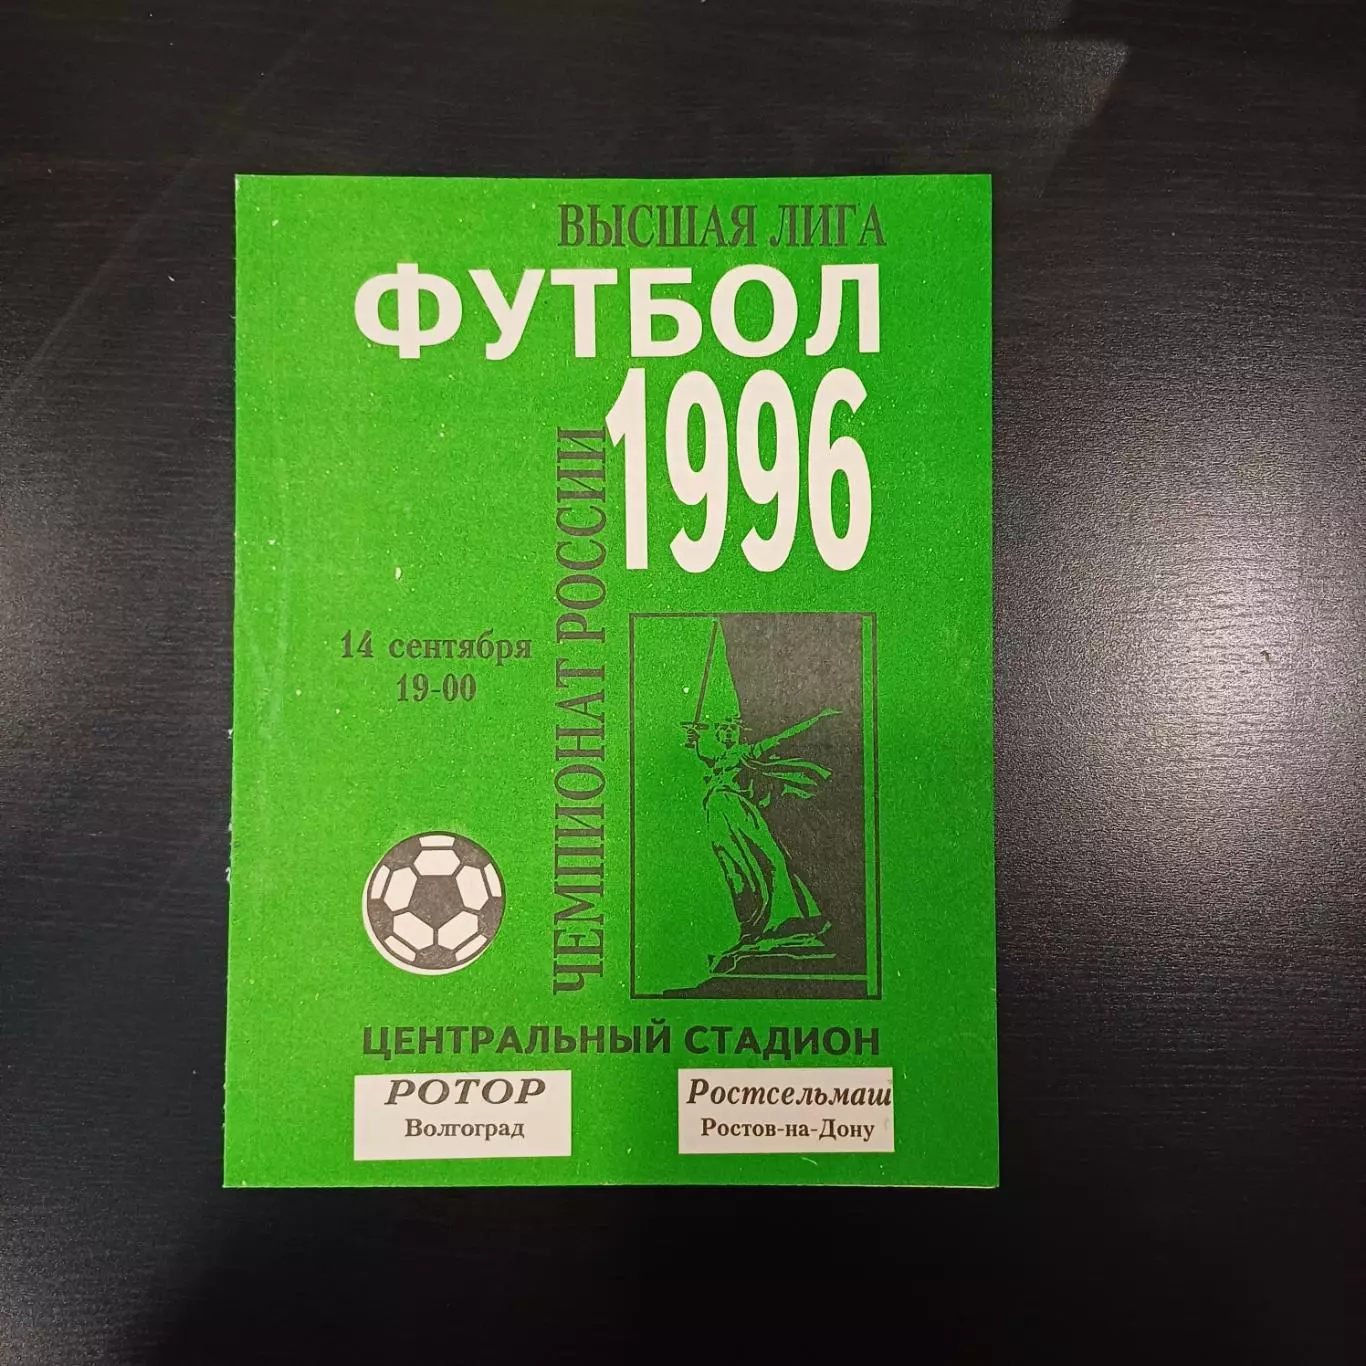 ВЫСШАЯ ЛИГА
ФУТБОЛ
1996
ЧЕМПИОНАТ РОССИИ
14 сентября
19-00
ЦЕНТРАЛЬНЫЙ СТАДИОН
РОТОР
Волгоград
Ростсельмаш
Ростов-на-Дону